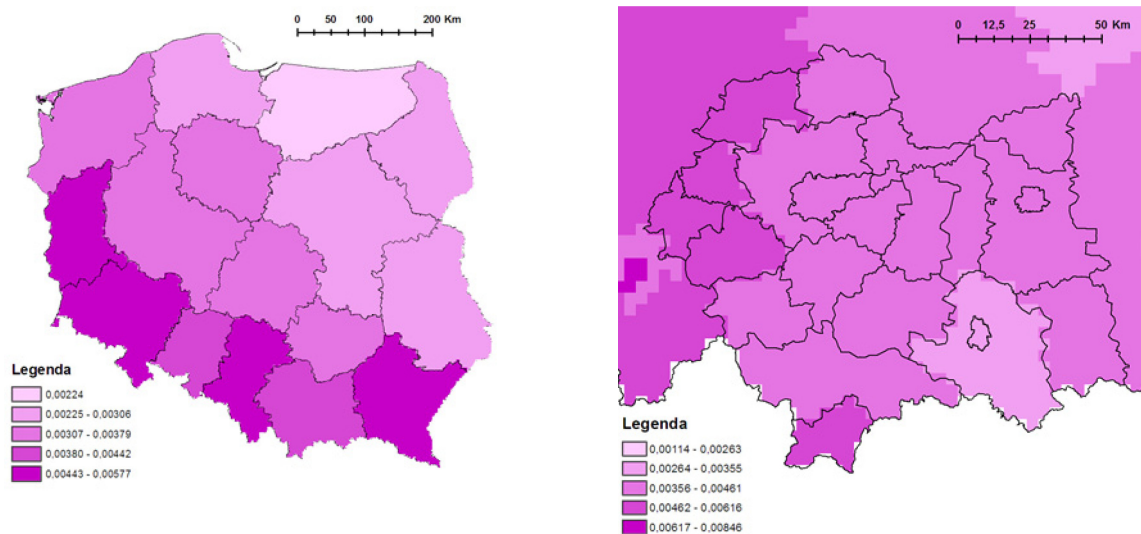 0 50 100 200 Km
Legenda
0,00224
0,00225 - 0,00306
0,00307 - 0,00379
0,00380 - 0,00442
0,00443 - 0,00577
0 12,5 25 50 Km
Legenda
0,00114 - 0,00263
0,00264 - 0,00355
0,00356 - 0,00461
0,00462 - 0,00616
0,00617 - 0,00846